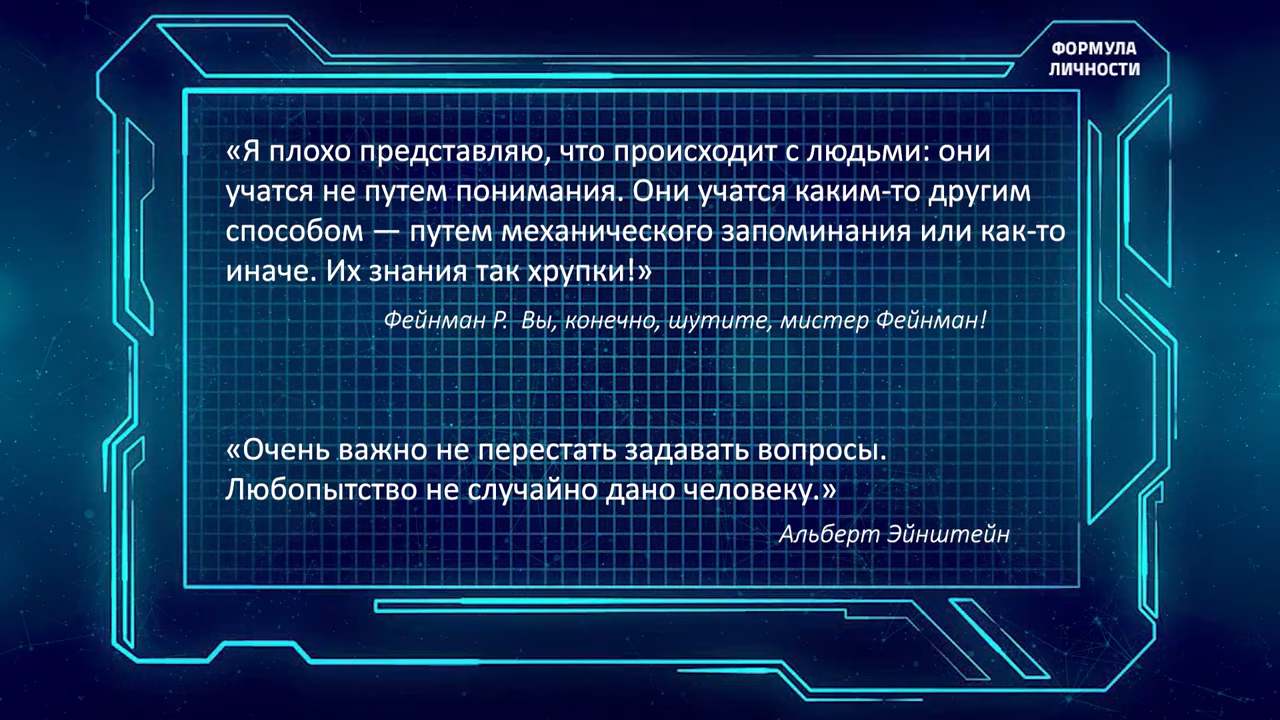 ФОРМУЛА
ЛИЧНОСТИ
«Я плохо представляю, что происходит с людьми: они
учатся не путем понимания. Они учатся каким-то другим
способом — путем механического запоминания или как-то
иначе. Их знания так хрупки!»
Фейнман Р.  Вы, конечно, шутите, мистер Фейнман!
«Очень важно не перестать задавать вопросы.
Любопытство не случайно дано человеку.»
Альберт Эйнштейн